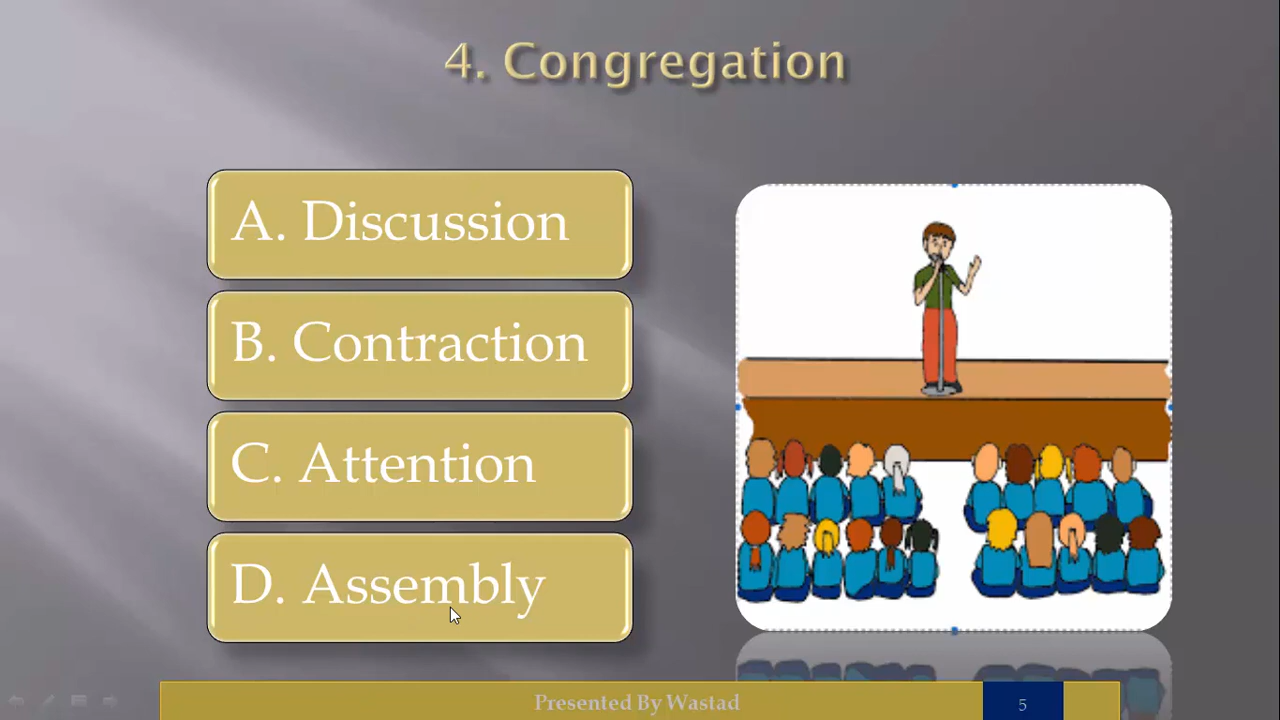 4. Congregation
A. Discussion
B. Contraction
C. Attention
D. Assembly
Presented By Wastad
5